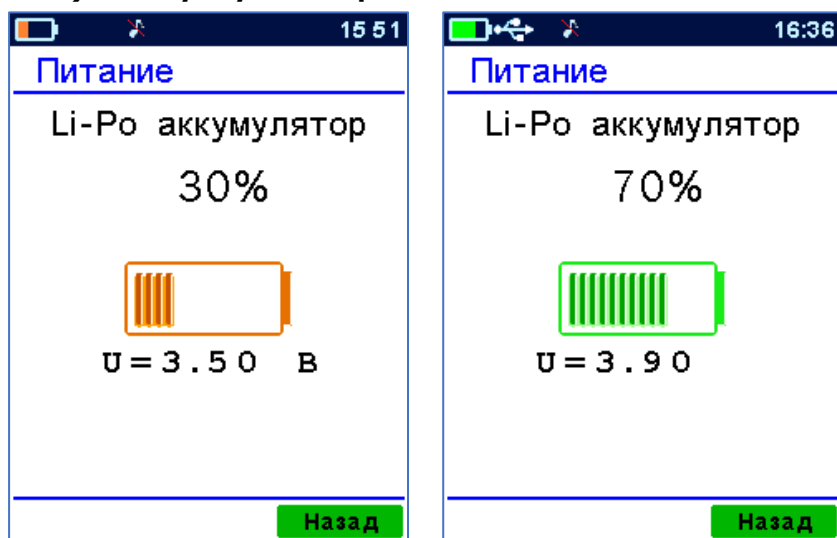 15 51
Питание
Li-Po аккумулятор
30%
U=3.50 В
Назад
16:36
Питание
Li-Po аккумулятор
70%
U=3.90
Назад